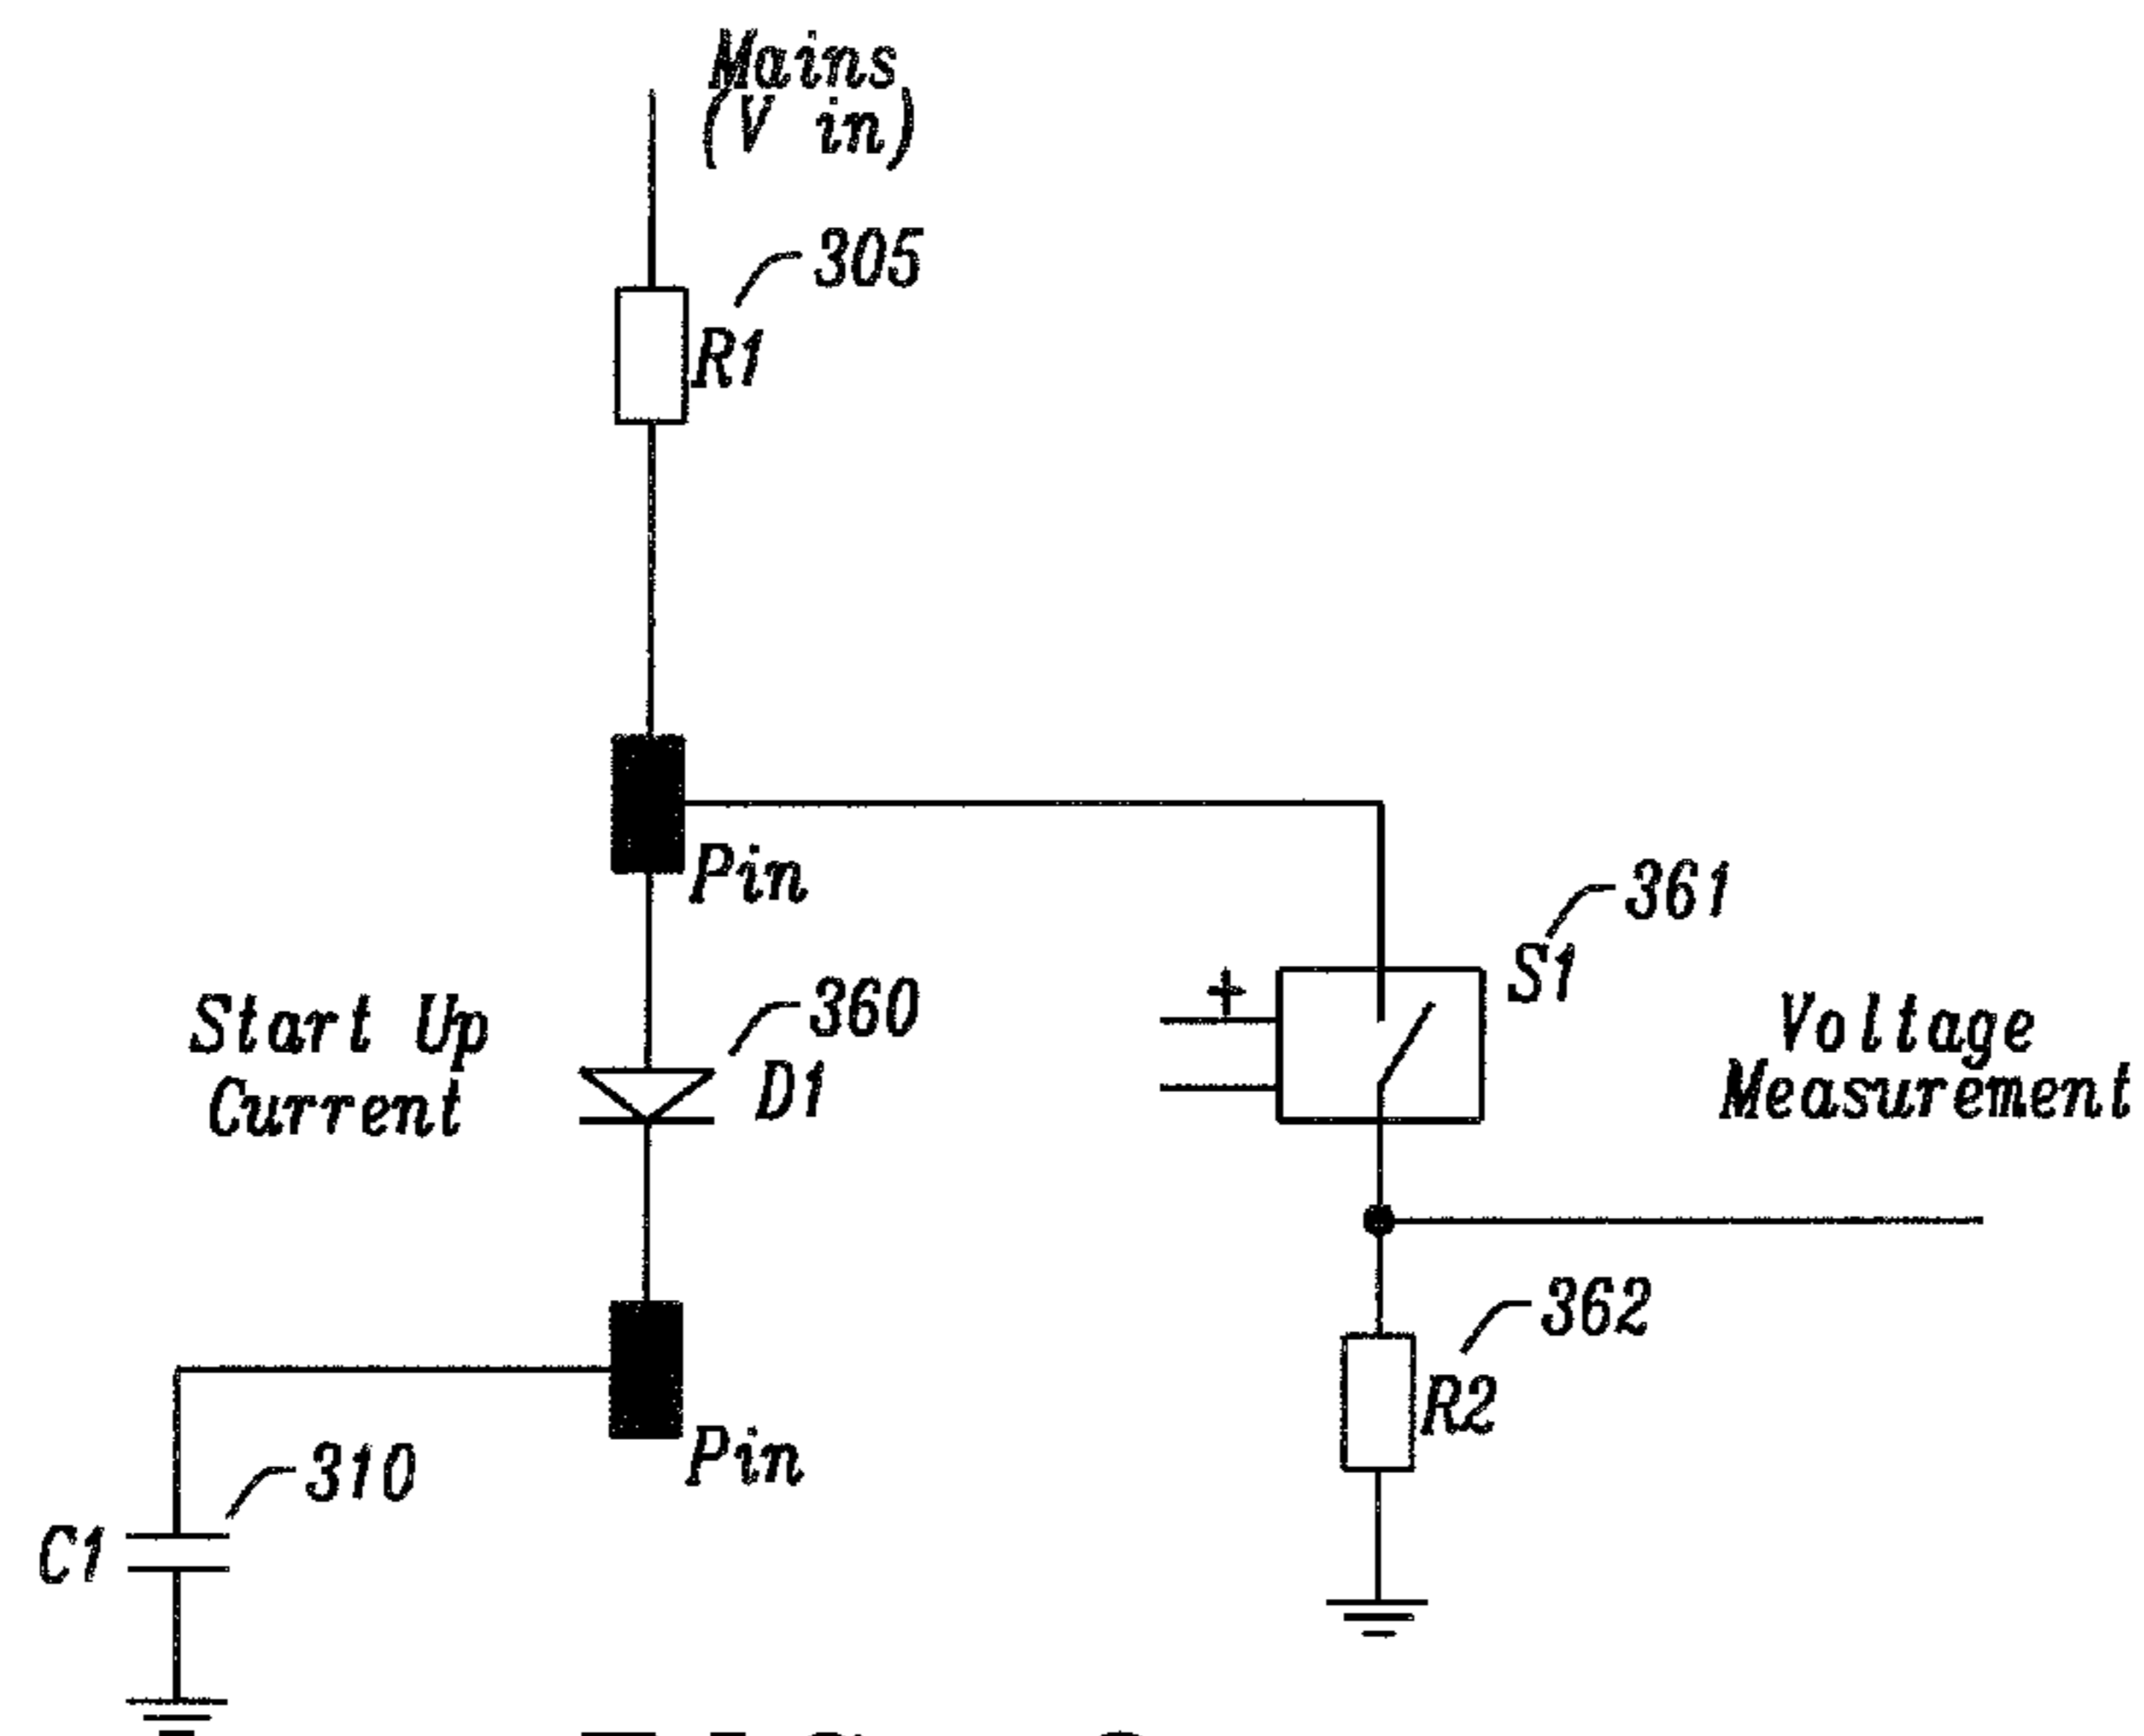 Mains
(V in)
305
R1
Pin
361
S1
+
360
D1
Start Up
Current
Voltage
Measurement
362
R2
Pin
310
C1